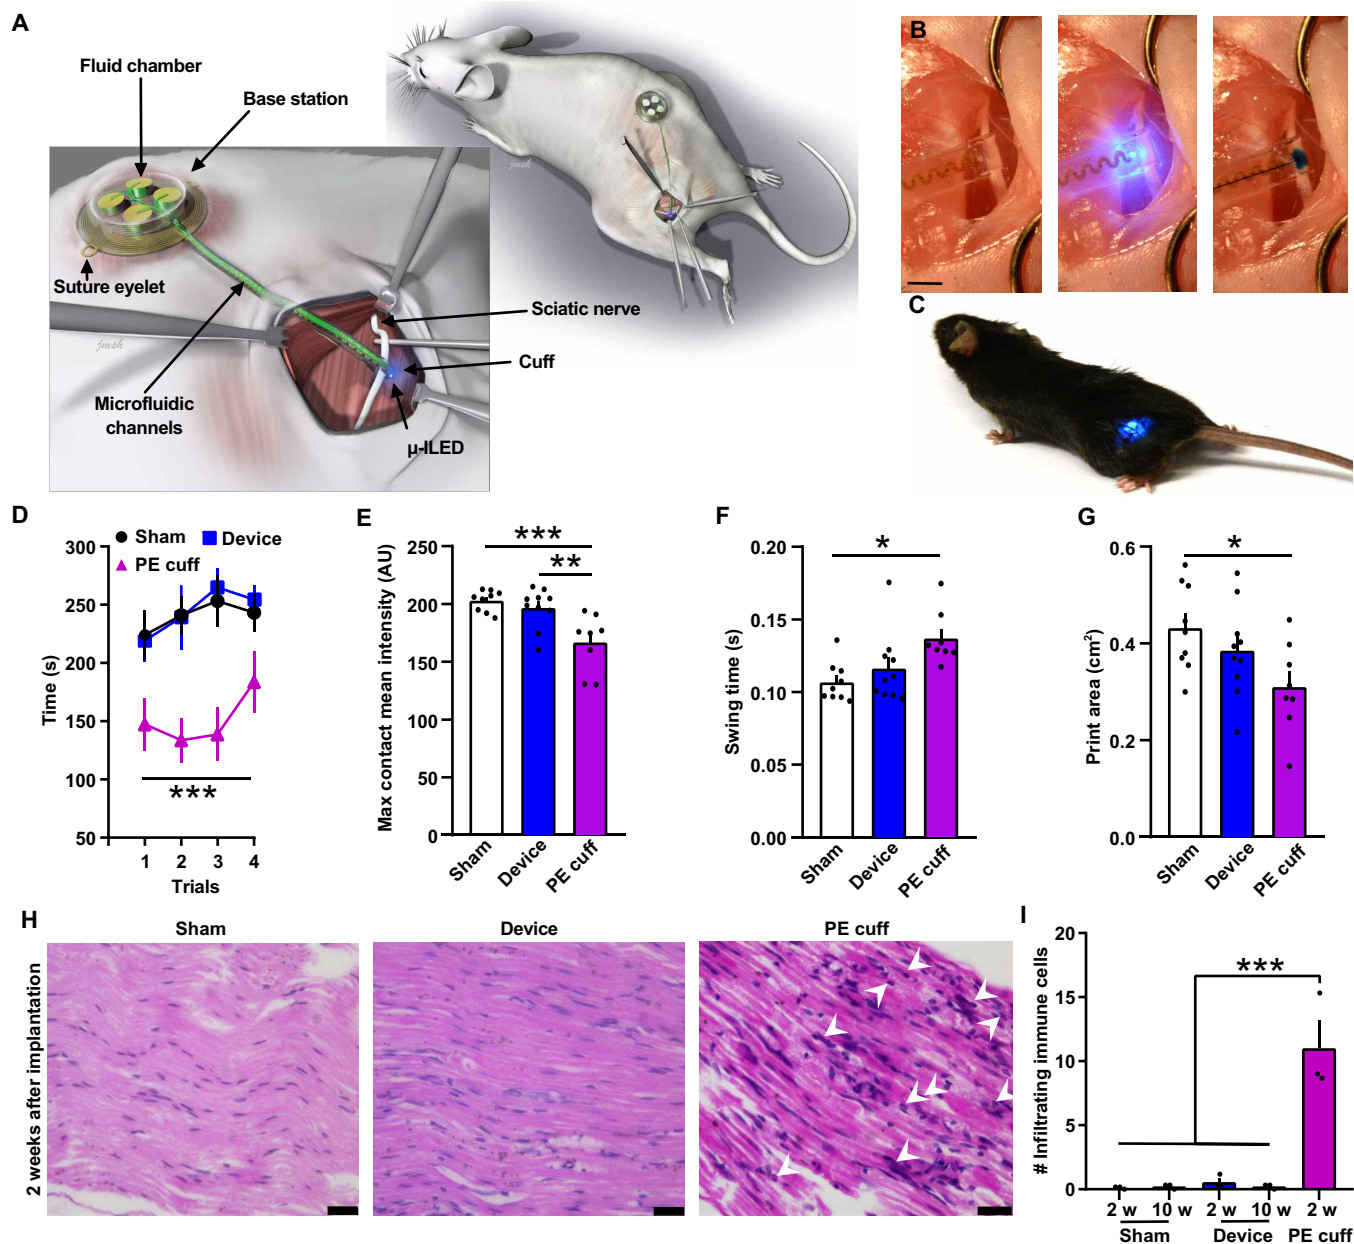 A
Fluid chamber
Base station
Suture eyelet
Microfluidic
channels
Sciatic nerve
Cuff
µ-ILED
jmsh
jmsh
B
C
D
Sham
Device
PE cuff
Time (s)
300
250
200
150
100
50
1 2 3 4
Trials
***
E
Max contact mean intensity (AU)
250
200
150
100
50
0
***
**
Sham
Device
PE cuff
F
Swing time (s)
0.20
0.15
0.10
0.05
0.00
*
Sham
Device
PE cuff
G
Print area (cm²)
0.6
0.4
0.2
0.0
*
Sham
Device
PE cuff
H
Sham
Device
PE cuff
2 weeks after implantation
I
# Infiltrating immune cells
20
15
10
5
0
***
2 w 10 w 2 w 10 w 2 w
Sham Device PE cuff